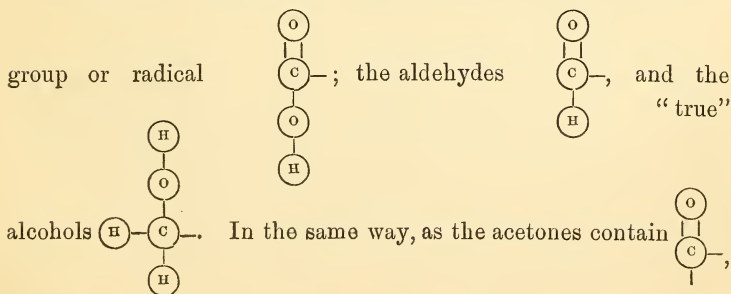 group or radical O C – ; the aldehydes O C –, and the
O H H "true"
H O
alcohols H – C –. In the same way, as the acetones contain O C –,
H